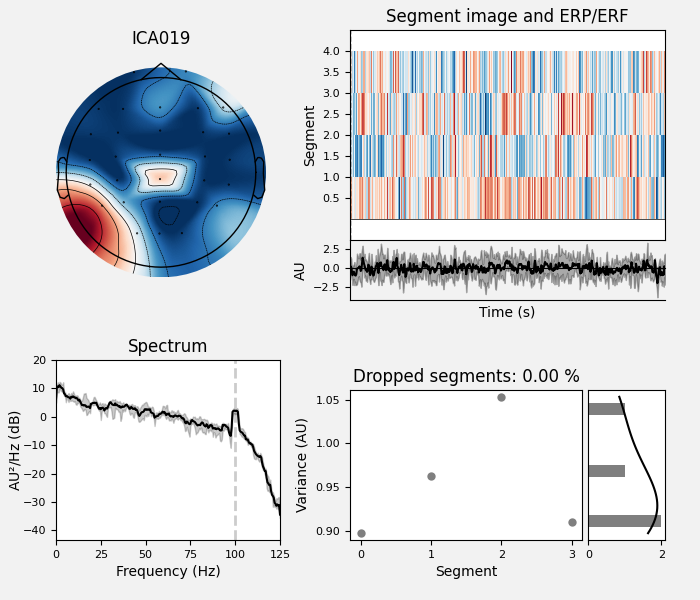 ICA019
Segment image and ERP/ERF
Segment
4.0
3.5
3.0
2.5
2.0
1.5
1.0
0.5
AU
2.5
0.0
−2.5
Time (s)
Spectrum
AU²/Hz (dB)
20
10
0
−10
−20
−30
−40
0 25 50 75 100 125
Frequency (Hz)
Dropped segments: 0.00 %
Variance (AU)
1.05
1.00
0.95
0.90
0 1 2 3
Segment
0 2